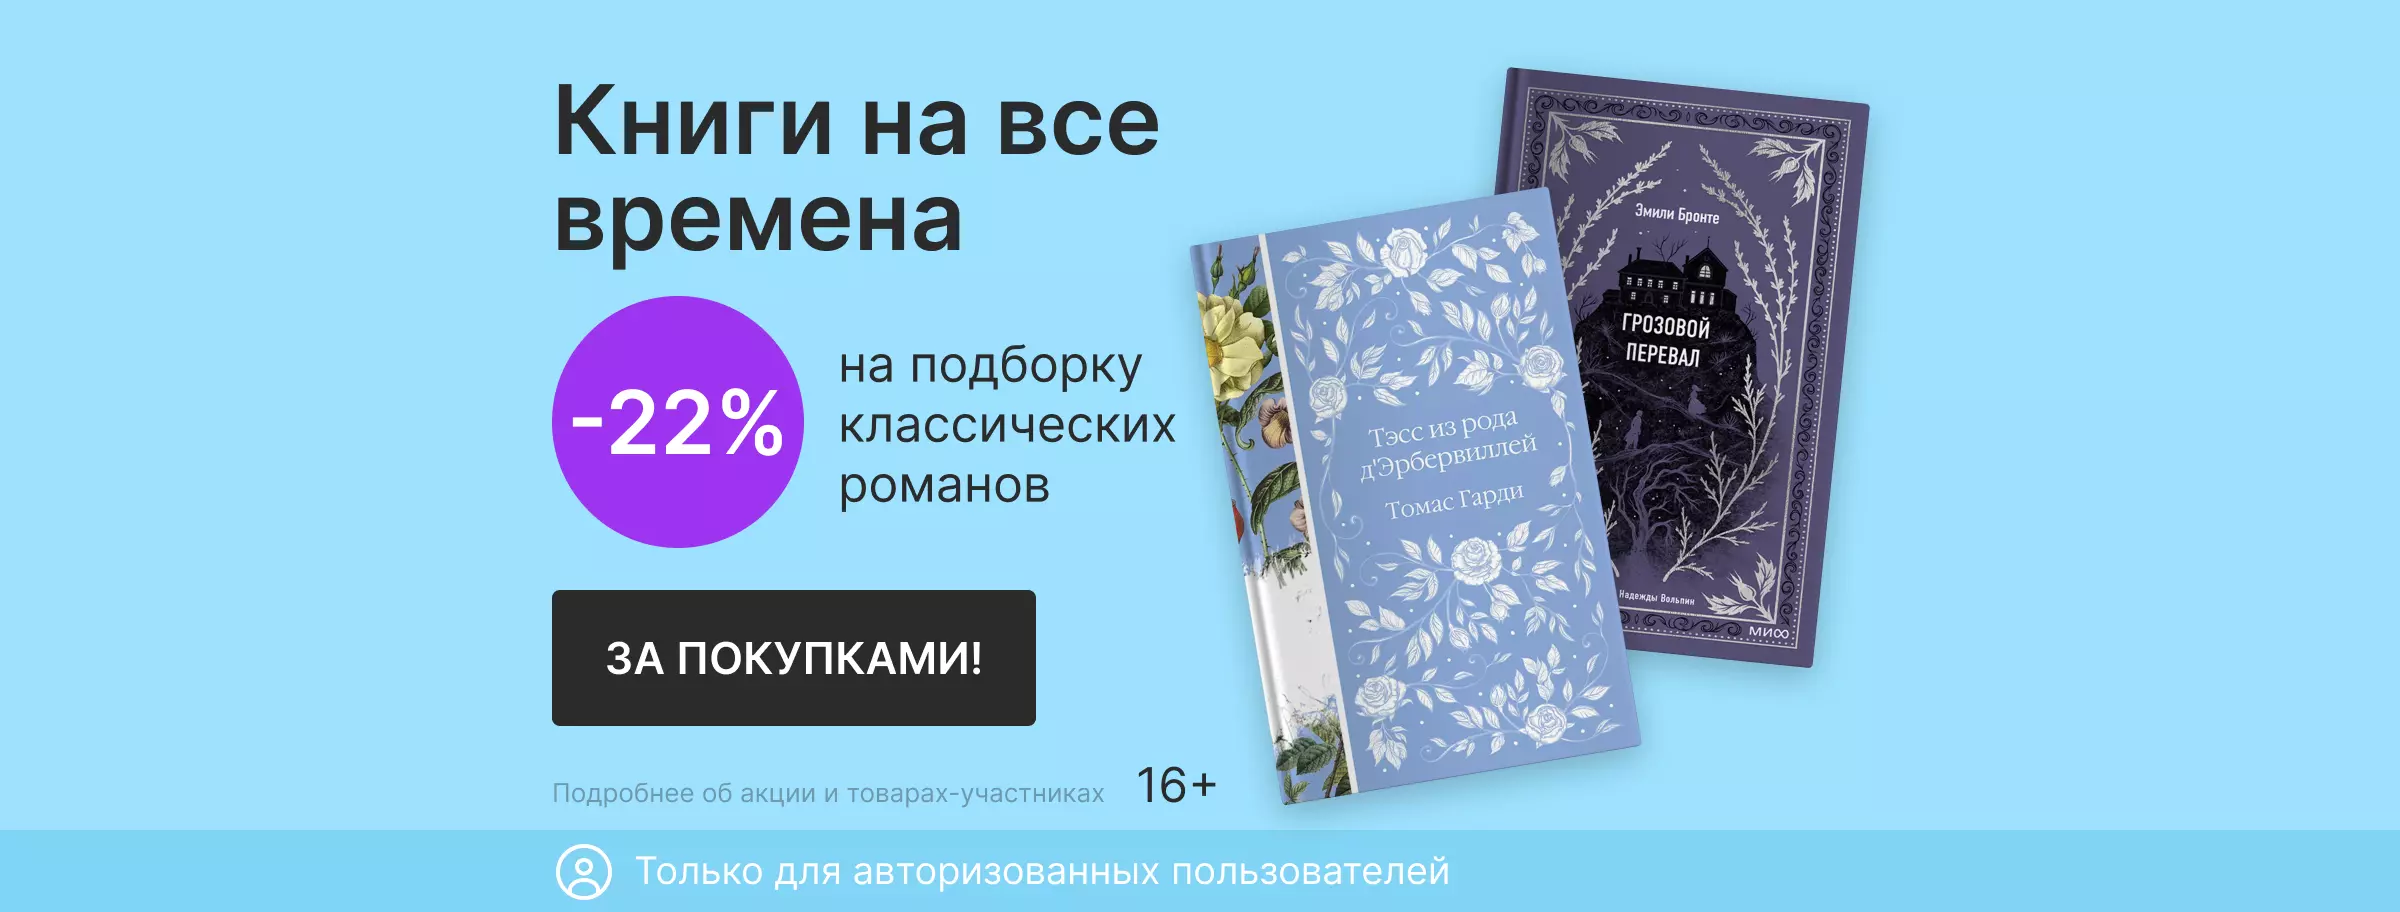 Книги на все
времена
-22%
на подборку
классических
романов
ЗА ПОКУПКАМИ!
Подробнее об акции и товарах-участниках
16+
Тэсс из рода
д'Эрбервиллей
Томас Гарди
Эмили Бронте
ГРОЗОВОЙ
ПЕРЕВАЛ
Надежды Вольпин
МИФ
Только для авторизованных пользователей